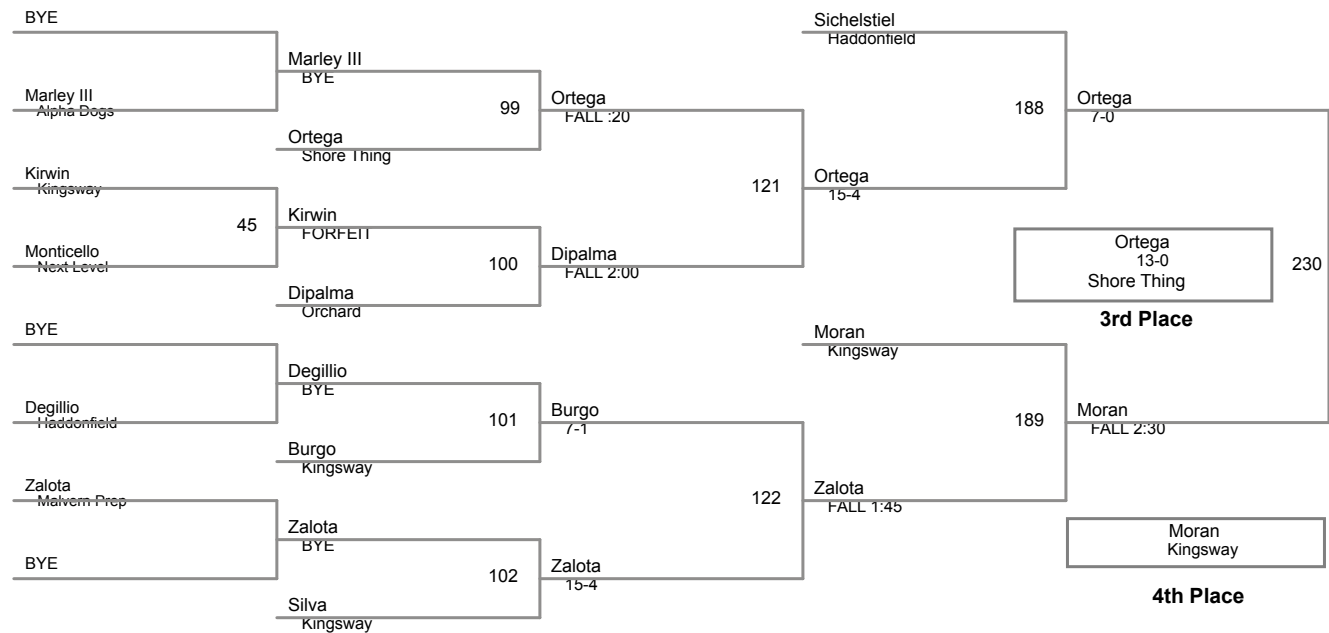 BYE
Marley III
Alpha Dogs
Kirwin
Kingsway
Monticello
Next Level
BYE
Degillio
Haddonfield
Zalota
Malvern Prep
BYE
45
Marley III
BYE
Ortega
Shore Thing
Kirwin
FORFEIT
Dipalma
Orchard
Degillio
BYE
Burgo
Kingsway
Zalota
BYE
Silva
Kingsway
99
100
101
102
Ortega
FALL :20
Dipalma
FALL 2:00
Burgo
7-1
Zalota
15-4
121
122
Sichelstiel
Haddonfield
Ortega
15-4
Moran
Kingsway
Zalota
FALL 1:45
188
189
Ortega
7-0
Moran
FALL 2:30
230
Ortega
13-0
Shore Thing
3rd Place
Moran
Kingsway
4th Place